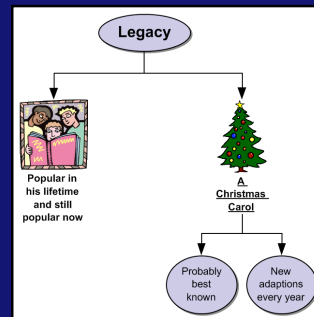 Legacy
Popular in
his lifetime
and still
popular now
A
Christmas
Carol
Probably
best
known
New
adaptions
every year